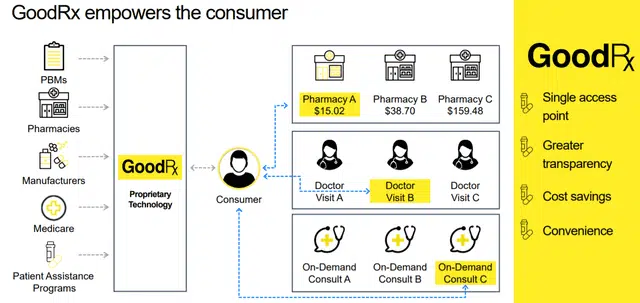 GoodRx empowers the consumer
PBMs
Pharmacies
Manufacturers
Medicare
Patient Assistance
Programs
GoodRx
Proprietary
Technology
Consumer
Pharmacy A
$15.02
Pharmacy B
$38.70
Pharmacy C
$159.48
Doctor
Visit A
Doctor
Visit B
Doctor
Visit C
On-Demand
Consult A
On-Demand
Consult B
On-Demand
Consult C
GoodRx
Single access
point
Greater
transparency
Cost savings
Convenience